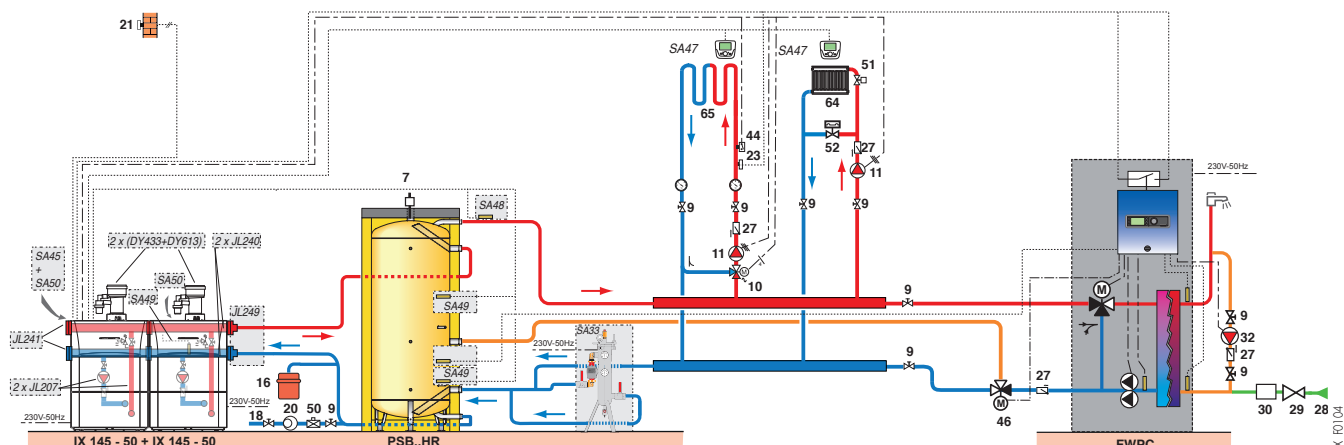 21
SA47
SA47
51
65
64
44
23
52
27
11
230V-50Hz
7
SA48
9
9
9
9
27
11
M
10
2 x (DY433+DY613)
2 x JL240
SA45
+
SA50
SA50
SA49
JL249
JL241
2 x JL207
SA49
SA49
SA33
230V-50Hz
9
9
M
9
32
27
9
16
18
20
50
9
27
M
46
30
29
28
230V-50Hz
230V-50Hz
IX 145 - 50 + IX 145 - 50
PSB..HR